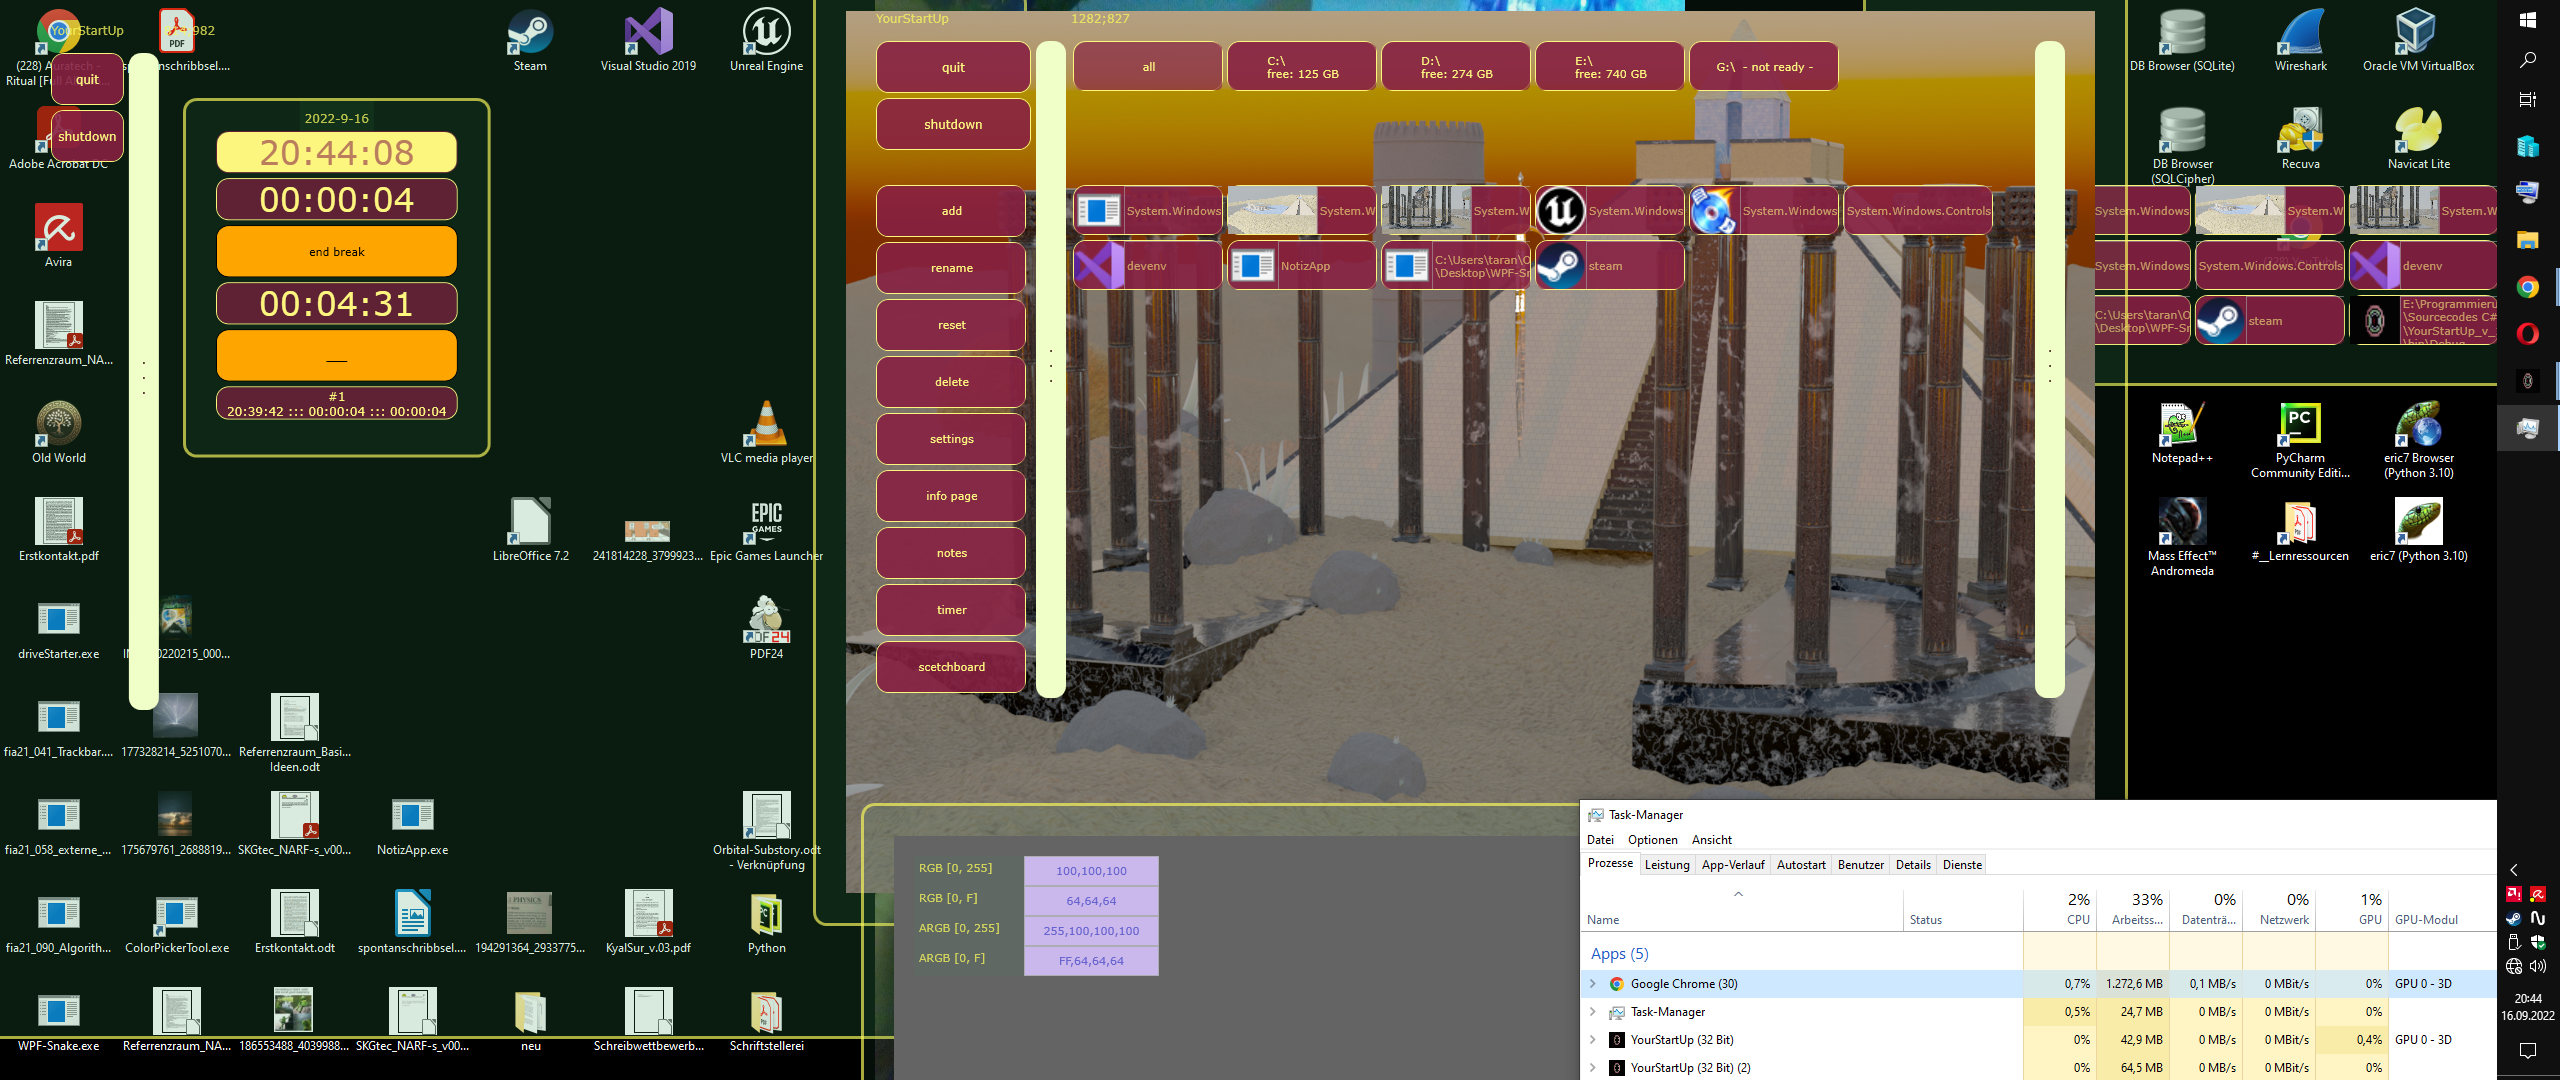 YourStartUp
982
quit
shutdown
(228) Auratech -
Ritual [Full Al
Adobe Acrobat DC
Avira
Referrenzraum_NA...
Old World
Erstkontakt.pdf
driveStarter.exe
0220215_000...
fia21_041_Trackbar....
177328214_5251070...
Referrenzraum_Basi...
Ideen.odt
fia21_058_externe_...
175679761_2688819...
SKGtec_NARF-s_v00...
NotizApp.exe
fia21_090_Algorith...
ColorPickerTool.exe
Erstkontakt.odt
spontanschribbsel....
194291364_2933775...
KyalSur_v.03.pdf
Python
WPF-Snake.exe
Referrenzraum_NA...
186553488_4039988...
SKGtec_NARF-s_v00...
neu
Schreibwettbewerb...
Schriftstellerei
2022-9-16
20:44:08
00:00:04
end break
00:04:31
#1
20:39:42 ::: 00:00:04 ::: 00:00:04
Steam
Visual Studio 2019
Unreal Engine
VLC media player
LibreOffice 7.2
241814228_3799923...
EPIC
GAMES
Epic Games Launcher
PDF24
Orbital-Substory.odt
- Verknüpfung
YourStartUp
1282;827
quit
shutdown
add
rename
reset
delete
settings
info page
notes
timer
scetchboard
all
C:\
free: 125 GB
D:\
free: 274 GB
E:\
free: 740 GB
G:\ - not ready -
System.Windows
System.W
System.W
System.Windows
System.Windows
System.Windows.Controls
devenv
NotizApp
C:\Users\taran\O
\Desktop\WPF-Sn
steam
System.Windows
System.W
System.W
System.Windows
System.Windows.Controls
devenv
C:\Users\taran\O
\Desktop\WPF-Sn
steam
E:\Programmieru
\Sourcecodes C#
\YourStartUp_v_
\bin\Debug
DB Browser (SQLite)
Wireshark
Oracle VM VirtualBox
DB Browser
(SQLCipher)
Recuva
Navicat Lite
Notepad++
PyCharm
Community Editi...
eric7 Browser
(Python 3.10)
Mass Effect™
Andromeda
#__Lernressourcen
eric7 (Python 3.10)
RGB [0, 255]
100,100,100
RGB [0, F]
64,64,64
ARGB [0, 255]
255,100,100,100
ARGB [0, F]
FF,64,64,64
Task-Manager
Datei Optionen Ansicht
Prozesse Leistung App-Verlauf Autostart Benutzer Details Dienste
2% 33% 0% 0% 1%
Name Status CPU Arbeitss... Datenträ... Netzwerk GPU GPU-Modul
Apps (5)
Google Chrome (30) 0,7% 1.272,6 MB 0,1 MB/s 0 MBit/s 0% GPU 0 - 3D
Task-Manager 0,5% 24,7 MB 0 MB/s 0 MBit/s 0%
YourStartUp (32 Bit) 0% 42,9 MB 0 MB/s 0 MBit/s 0,4% GPU 0 - 3D
YourStartUp (32 Bit) (2) 0% 64,5 MB 0 MB/s 0 MBit/s 0%
20:44
16.09.2022